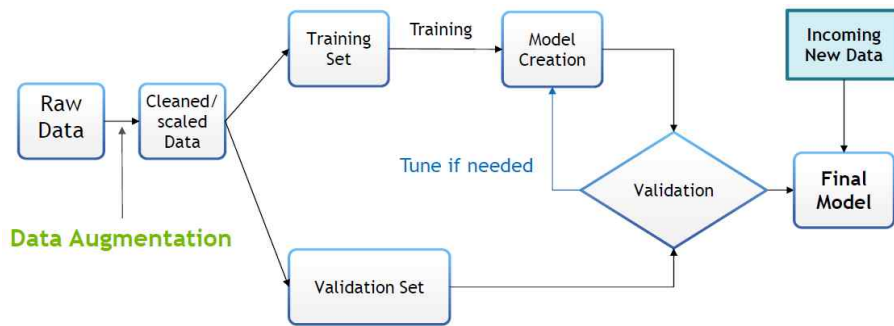 Raw
Data
Data Augmentation
Cleaned/
scaled
Data
Training
Set
Training
Model
Creation
Tune if needed
Validation Set
Validation
Incoming
New Data
Final
Model